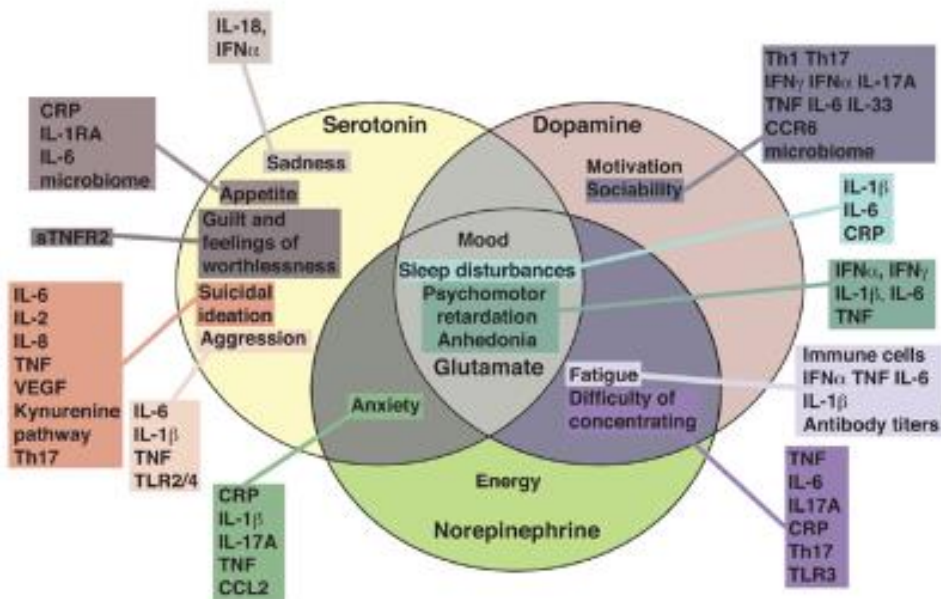 IL-18,
IFNα
Th1 Th17
IFNγ IFNα IL-17A
TNF IL-6 IL-33
CCR6
microbiome
CRP
IL-1RA
IL-6
microbiome
Serotonin
Dopamine
Sadness
Motivation
Sociability
Appetite
sTNFR2
Guilt and
feelings of
worthlessness
Mood
Sleep disturbances
IL-1β
IL-6
CRP
Psychomotor
retardation
Anhedonia
IFNα, IFNγ
IL-1β, IL-6
TNF
Suicidal
ideation
Aggression
IL-6
IL-2
IL-8
TNF
VEGF
Kynurenine
pathway
Th17
Glutamate
Fatigue
Difficulty of
concentrating
Immune cells
IFNα TNF IL-6
IL-1β
Antibody titers
Anxiety
IL-6
IL-1β
TNF
TLR2/4
Energy
Norepinephrine
CRP
IL-1β
IL-17A
TNF
CCL2
TNF
IL-6
IL17A
CRP
Th17
TLR3